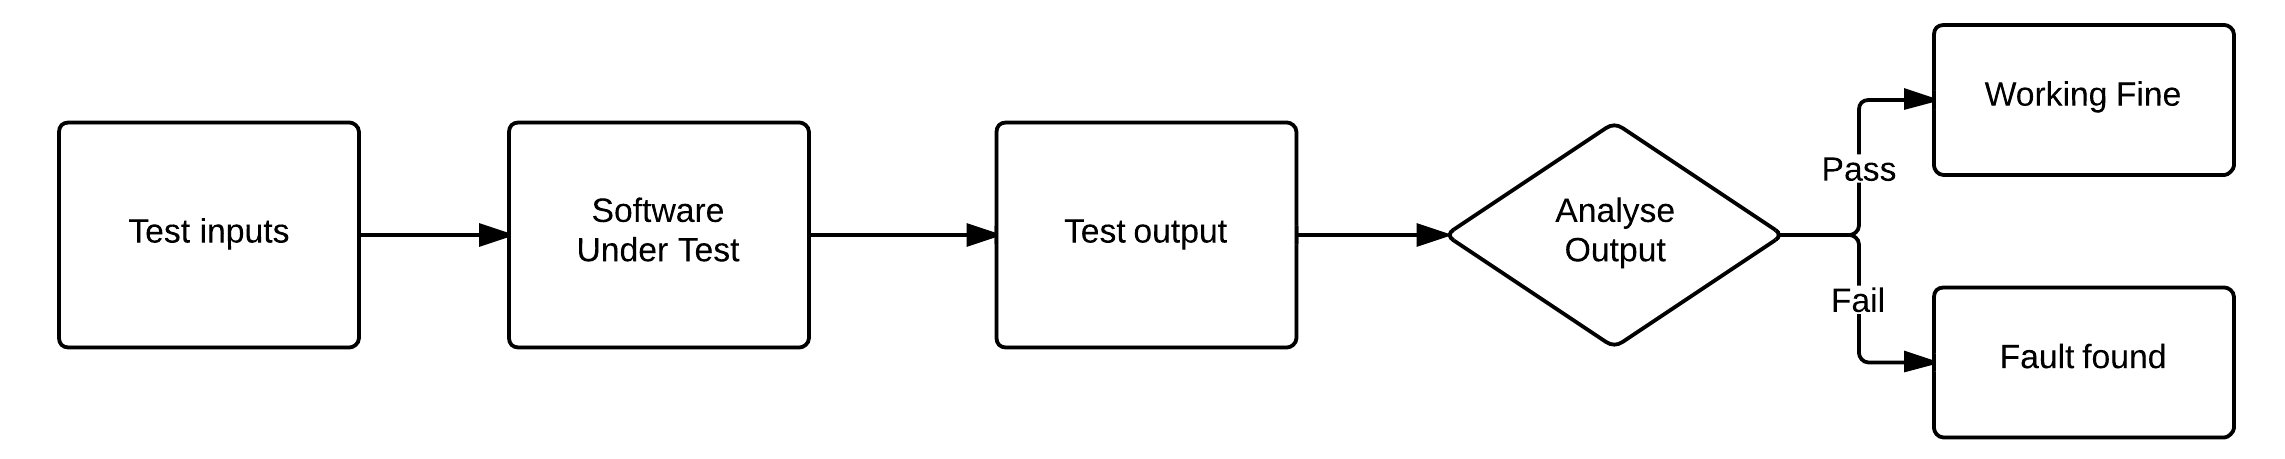 Test inputs
Software
Under Test
Test output
Analyse
Output
Pass
Working Fine
Fail
Fault found